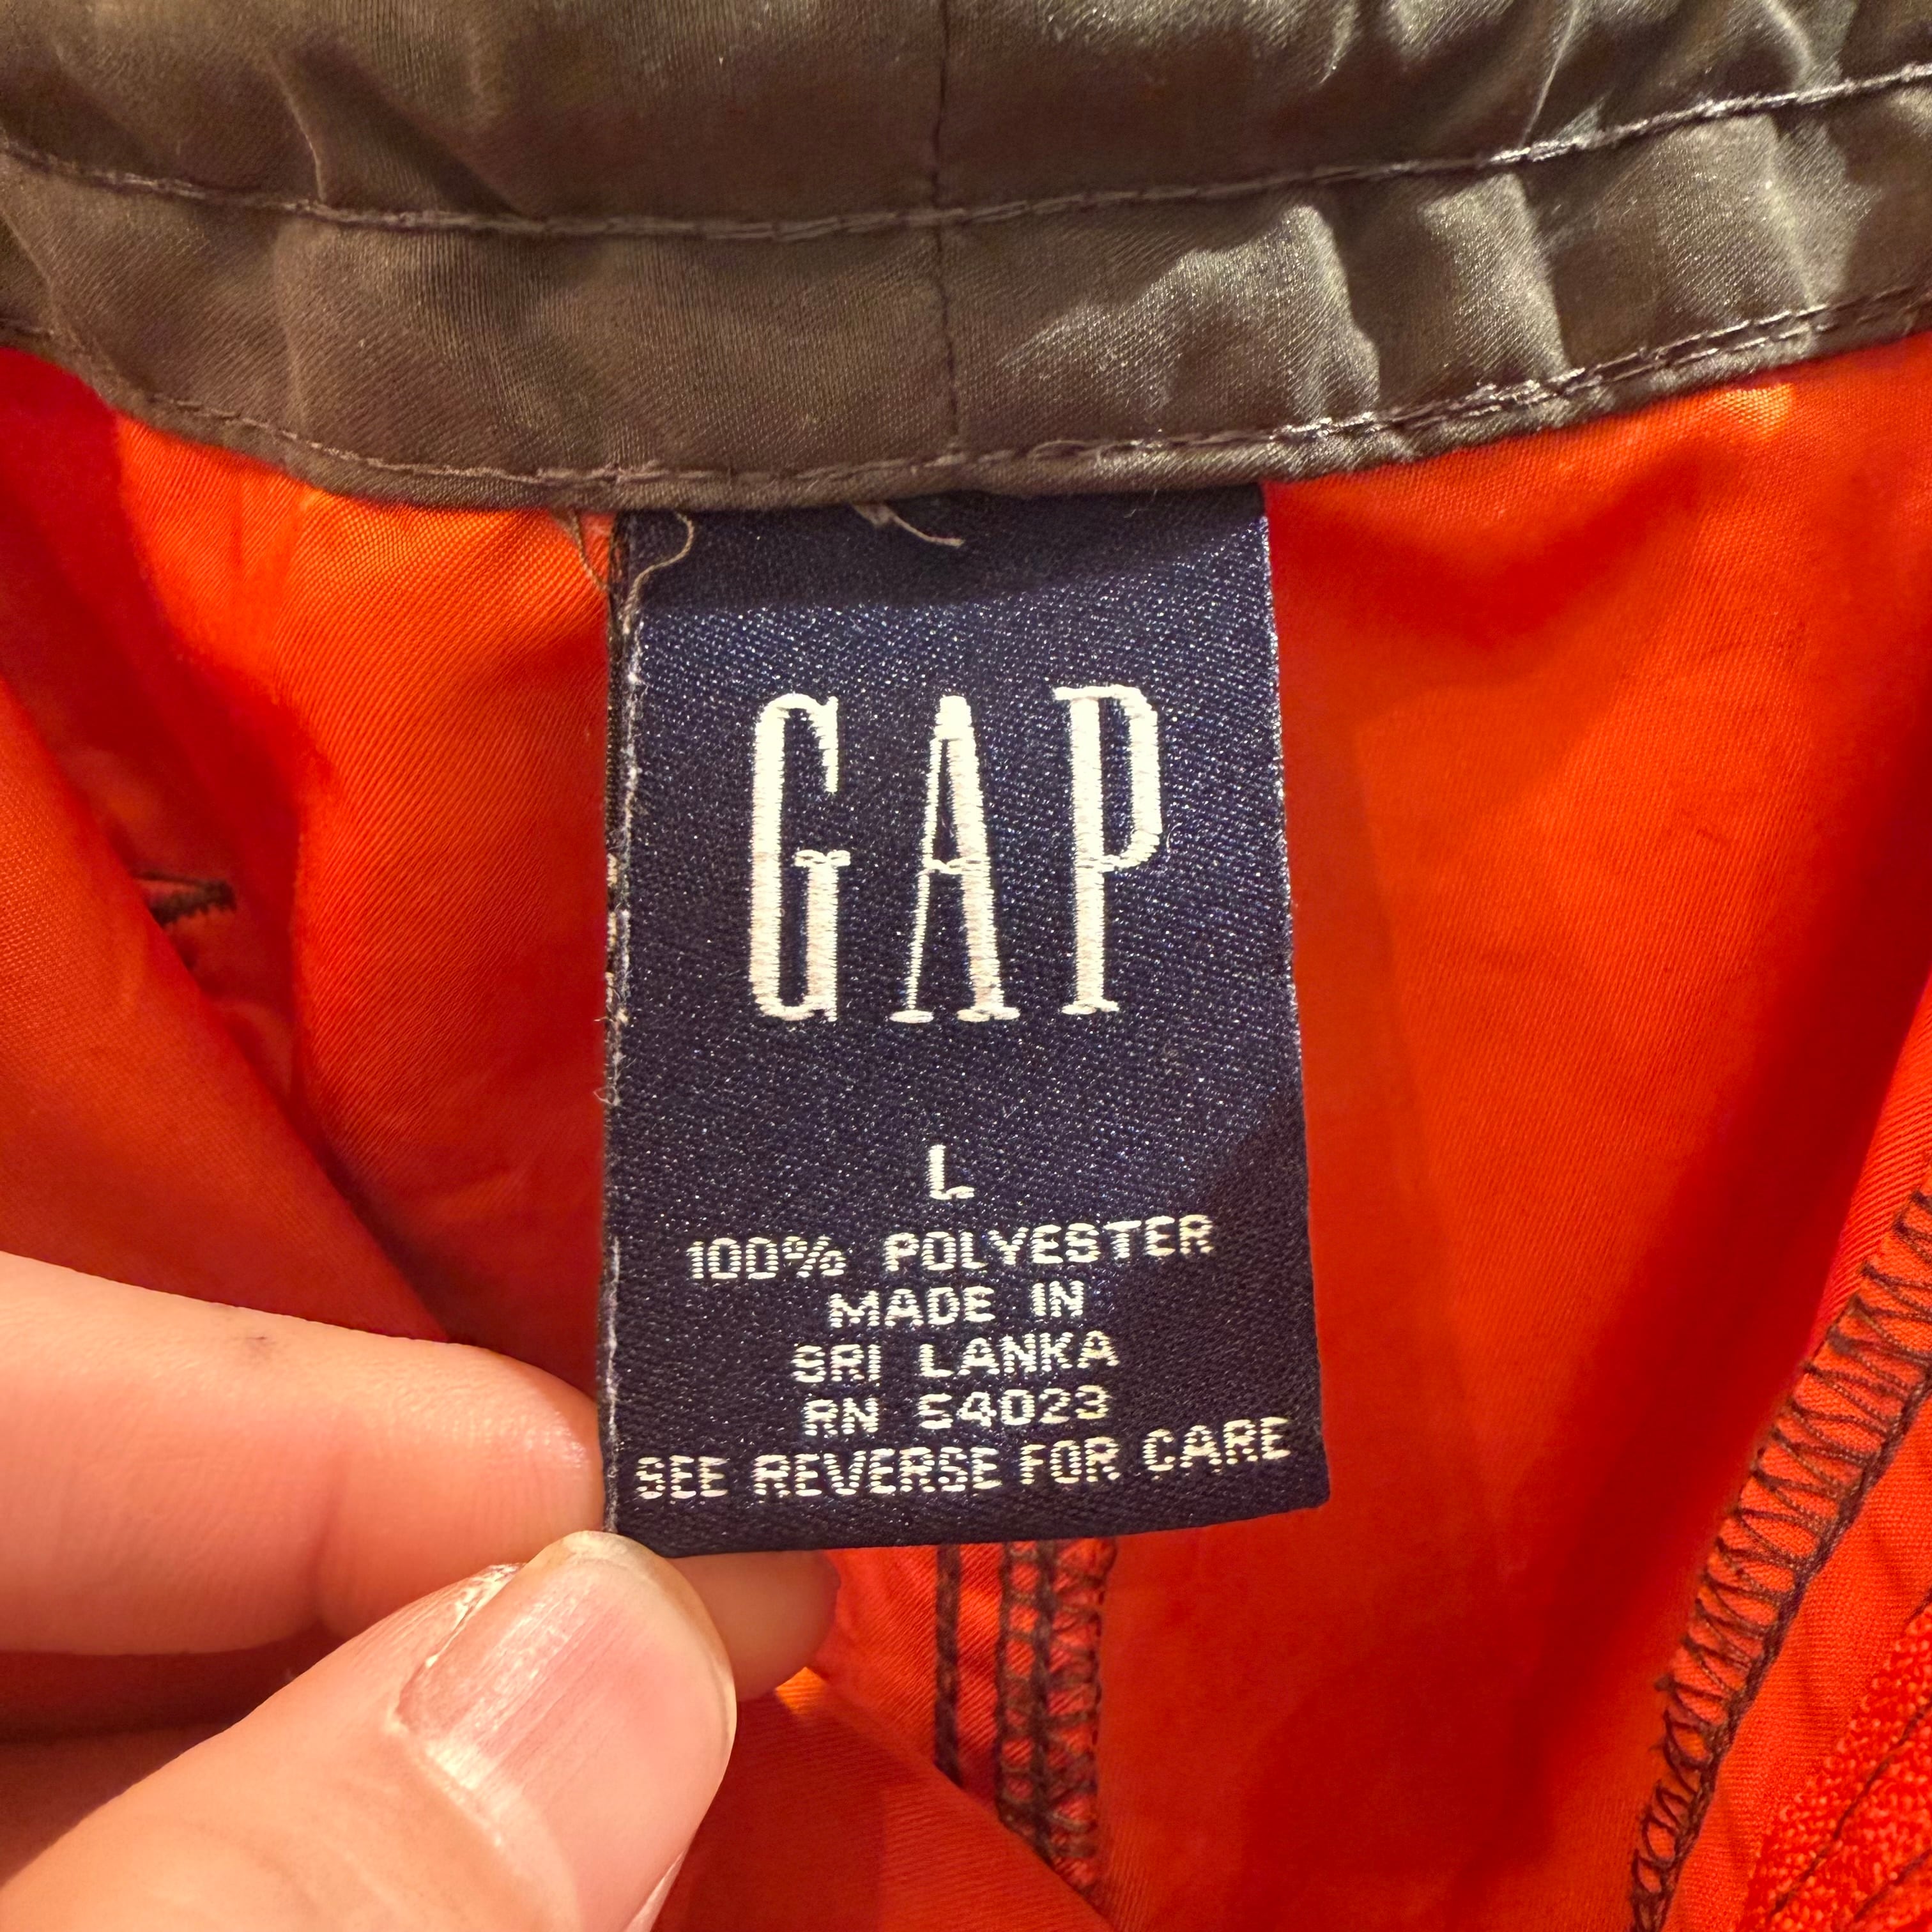 GAP
L
100% POLYESTER
MADE IN
SRI LANKA
RN 54023
SEE REVERSE FOR CARE